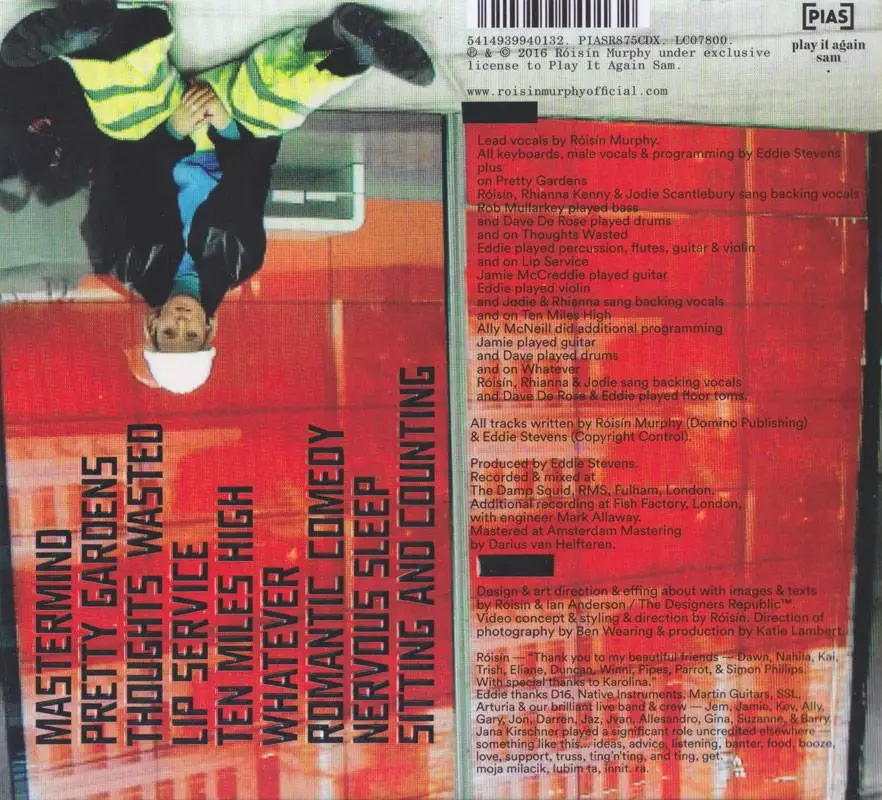 MASTERMIND
PRETTY GARDENS
THOUGHTS WASTED
LIP SERVICE
TEN MILES HIGH
WHATEVER
ROMANTIC COMEDY
NERVOUS SLEEP
SITTING AND COUNTING
5414939940132. PIASR875CDX. LC07800.
℗ & © 2016 Róisín Murphy under exclusive
license to Play It Again Sam.
www.roisinmurphyofficial.com
[PIAS]
play it again
sam
Lead vocals by Róisín Murphy.
All keyboards, male vocals & programming by Eddie Stevens
plus
on Pretty Gardens
Róisín, Rhianna Kenny & Jodie Scantlebury sang backing vocals
Rob Mullarkey played bass
and Dave De Rose played drums
and on Thoughts Wasted
Eddie played percussion, flutes, guitar & violin
and on Lip Service
Jamie McCreddie played guitar
Eddie played violin
and Jodie & Rhianna sang backing vocals
and on Ten Miles High
Ally McNeill did additional programming
Jamie played guitar
and Dave played drums
and on Whatever
Róisín, Rhianna & Jodie sang backing vocals
and Dave De Rose & Eddie played floor toms.
All tracks written by Róisín Murphy (Domino Publishing)
& Eddie Stevens (Copyright Control).
Produced by Eddie Stevens.
Recorded & mixed at
The Damp Squid, RMS, Fulham, London.
Additional recording at Fish Factory, London,
with engineer Mark Allaway.
Mastered at Amsterdam Mastering
by Darius van Helfteren.
Design & art direction & effing about with images & texts
by Róisín & Ian Anderson / The Designers Republic™.
Video concept & styling & direction by Róisín. Direction of
photography by Ben Wearing & production by Katie Lambert.
Róisín — "Thank you to my beautiful friends — Dawn, Nahila, Kai,
Trish, Eliane, Duncan, Winni, Pipes, Parrot, & Simon Phillips.
With special thanks to Karolina."
Eddie thanks D16, Native Instruments, Martin Guitars, SSL,
Arturia & our brilliant live band & crew — Jem, Jamie, Kev, Ally,
Gary, Jon, Darren, Jaz, Jvan, Allesandro, Gina, Suzanne, & Barry.
Jana Kirschner played a significant role uncredited elsewhere —
something like this... ideas, advice, listening, banter, food, booze,
love, support, truss, ting'n'ting, and ting, get.
moja milacik, lubim ta, innit. ra.